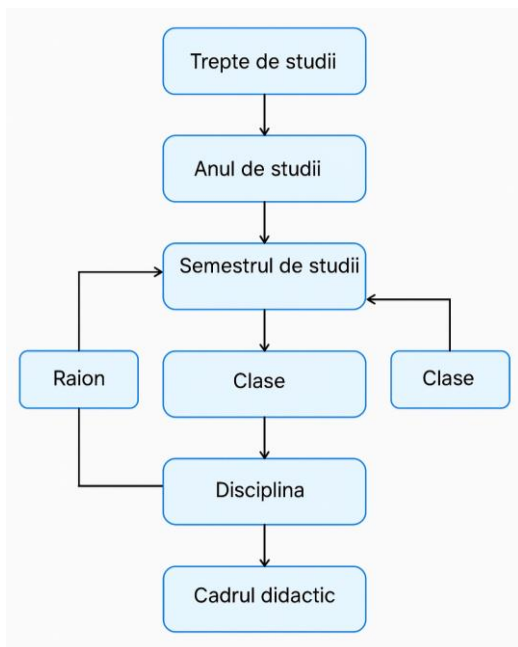 Trepte de studii
Anul de studii
Semestrul de studii
Raion
Clase
Clase
Disciplina
Cadrul didactic